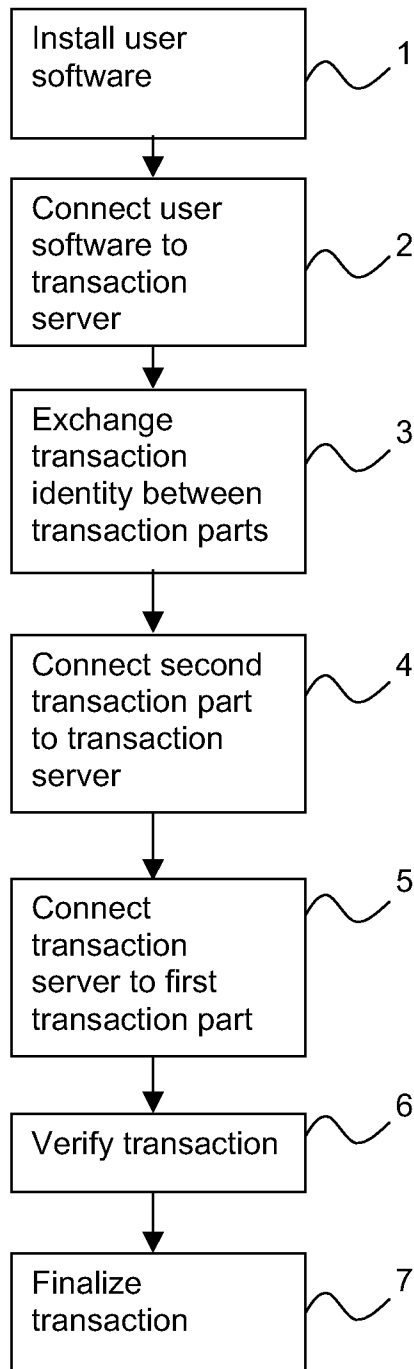 Install user
software
1
Connect user
software to
transaction
server
2
Exchange
transaction
identity between
transaction parts
3
Connect second
transaction part
to transaction
server
4
Connect
transaction
server to first
transaction part
5
Verify transaction
6
Finalize
transaction
7